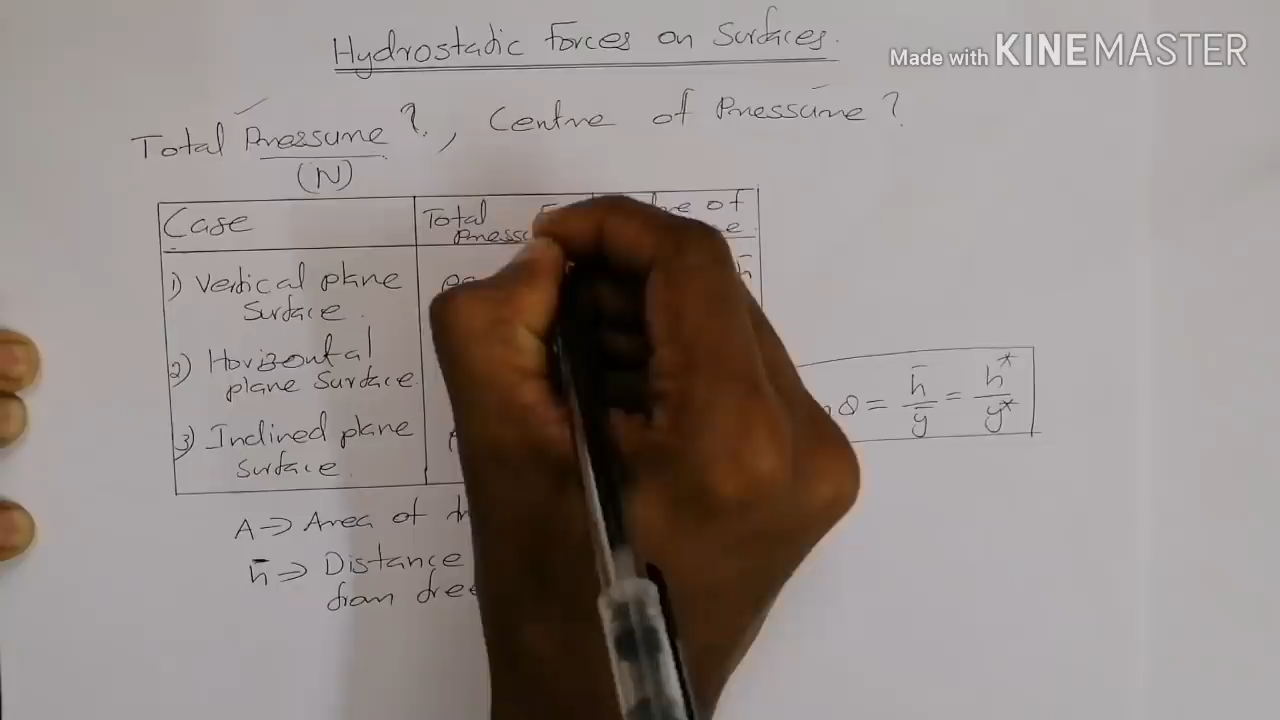 Hydrostatic Forces on Surfaces.
Made with KINEMASTER
Total Pressure ?, Centre of Pressure ?
(N)
Case
Total
of
1) Vertical plane
Surface.
h̄
2) Horizontal
plane Surface
3) Inclined plane
Surface.
θ = h̄/ȳ = h*/y*
A ⇒ Area of
h̄ ⇒ Distance
from